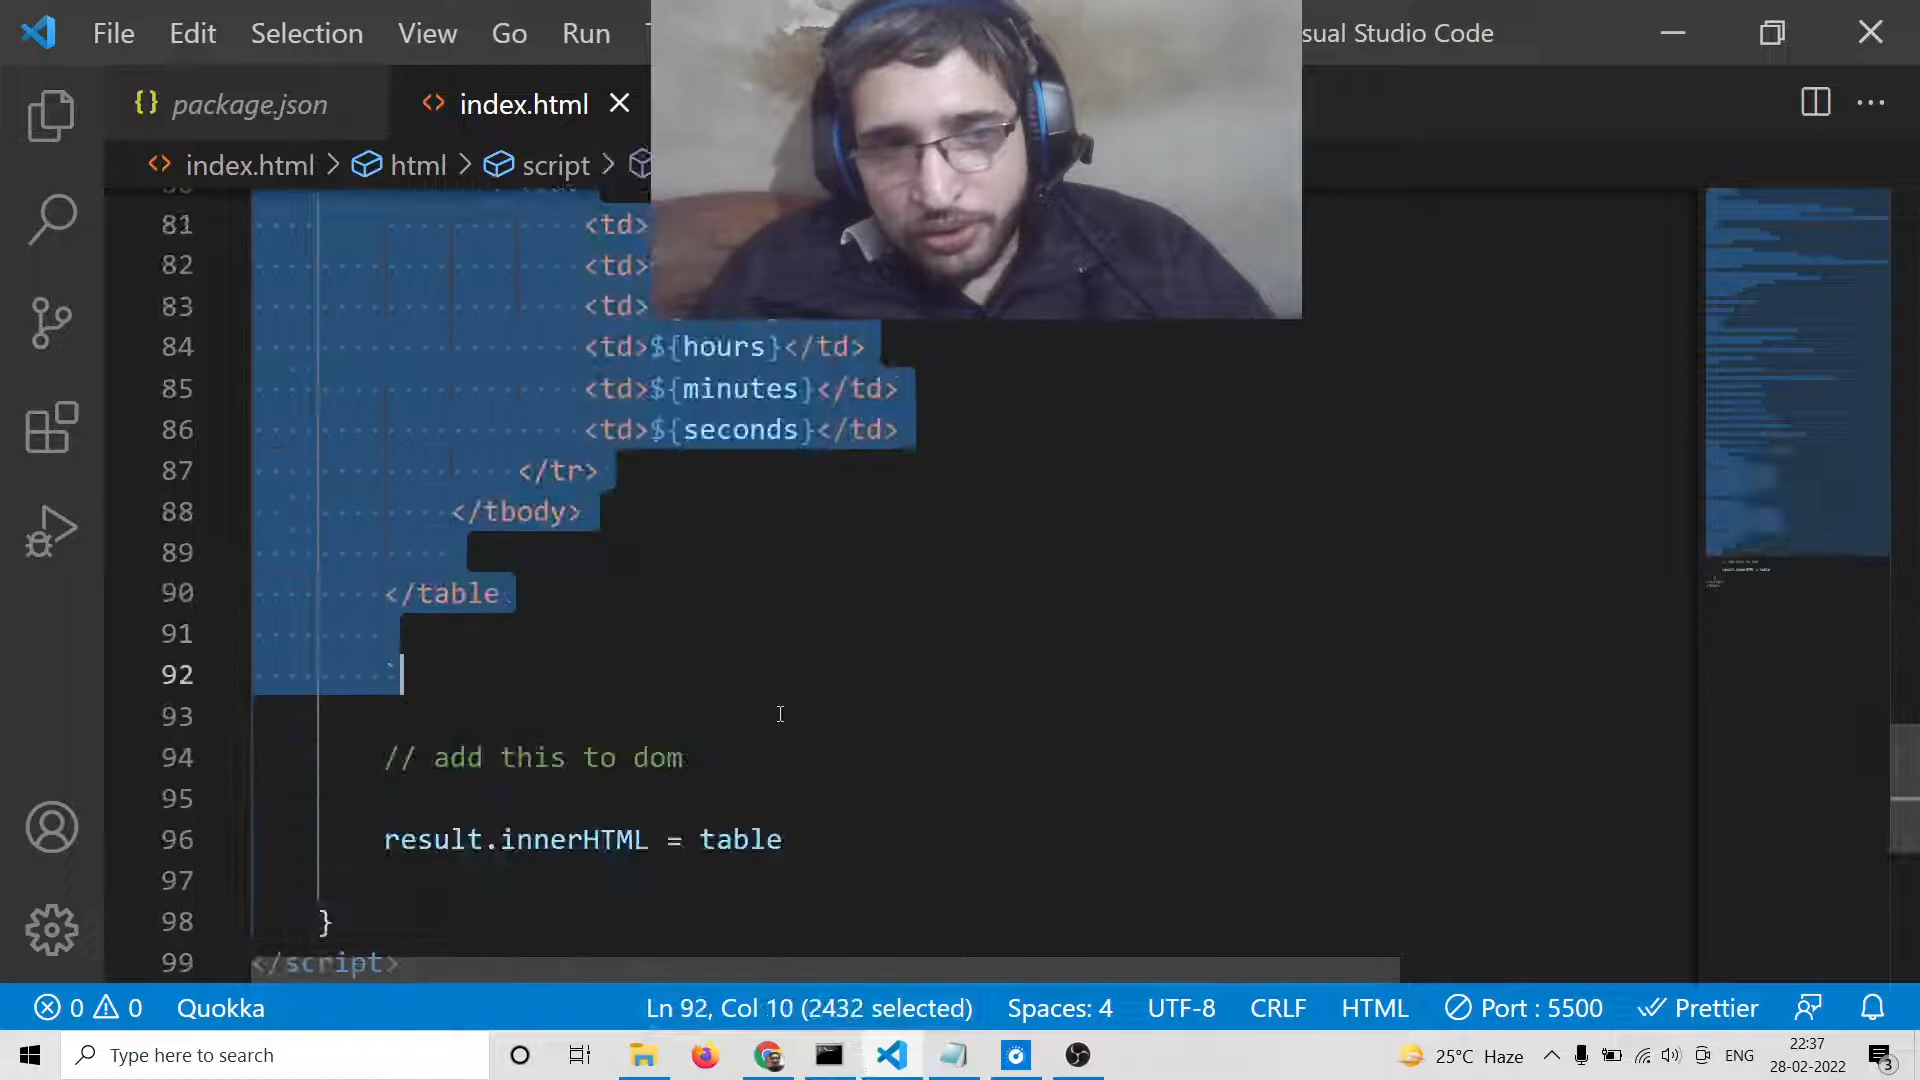 File Edit Selection View Go Run sual Studio Code
{} package.json <> index.html
<> index.html > html > script >
81 <td>
82 <td>
83 <td>
84 <td>${hours}</td>
85 <td>${minutes}</td>
86 <td>${seconds}</td>
87 </tr>
88 </tbody>
89
90 </table
91
92 `
93
94 // add this to dom
95
96 result.innerHTML = table
97
98 }
99 </script>
0 0 Quokka Ln 92, Col 10 (2432 selected) Spaces: 4 UTF-8 CRLF HTML Port : 5500 Prettier
Type here to search 25°C Haze ENG 22:37
28-02-2022 3